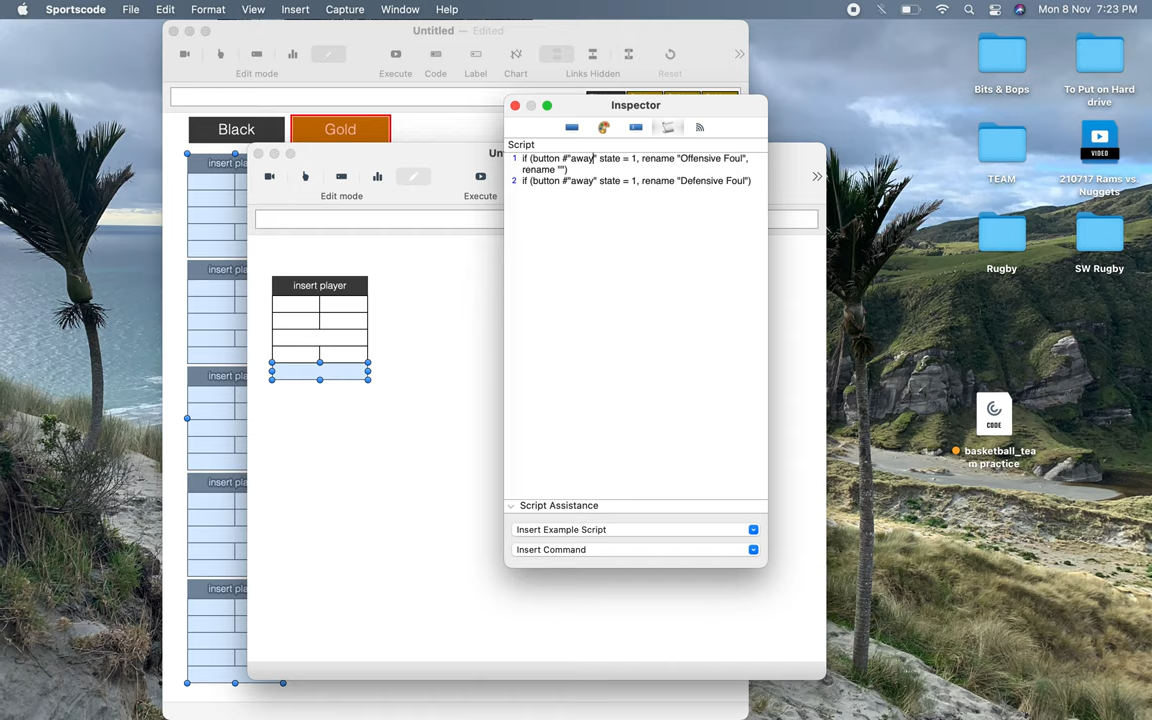 Sportscode File Edit Format View Insert Capture Window Help Mon 8 Nov 7:23 PM
Untitled — Edited
Edit mode Execute Code Label Chart Links Hidden Reset
Black Gold
insert pla
insert pla
insert pla
insert pla
insert pla
Edit mode Execute
insert player
Inspector
Script
1 if (button #"away" state = 1, rename "Offensive Foul",
rename "")
2 if (button #"away" state = 1, rename "Defensive Foul")
Script Assistance
Insert Example Script
Insert Command
Bits & Bops
To Put on Hard
drive
TEAM
VIDEO
210717 Rams vs.
Nuggets
Rugby
SW Rugby
CODE
basketball_tea
m practice